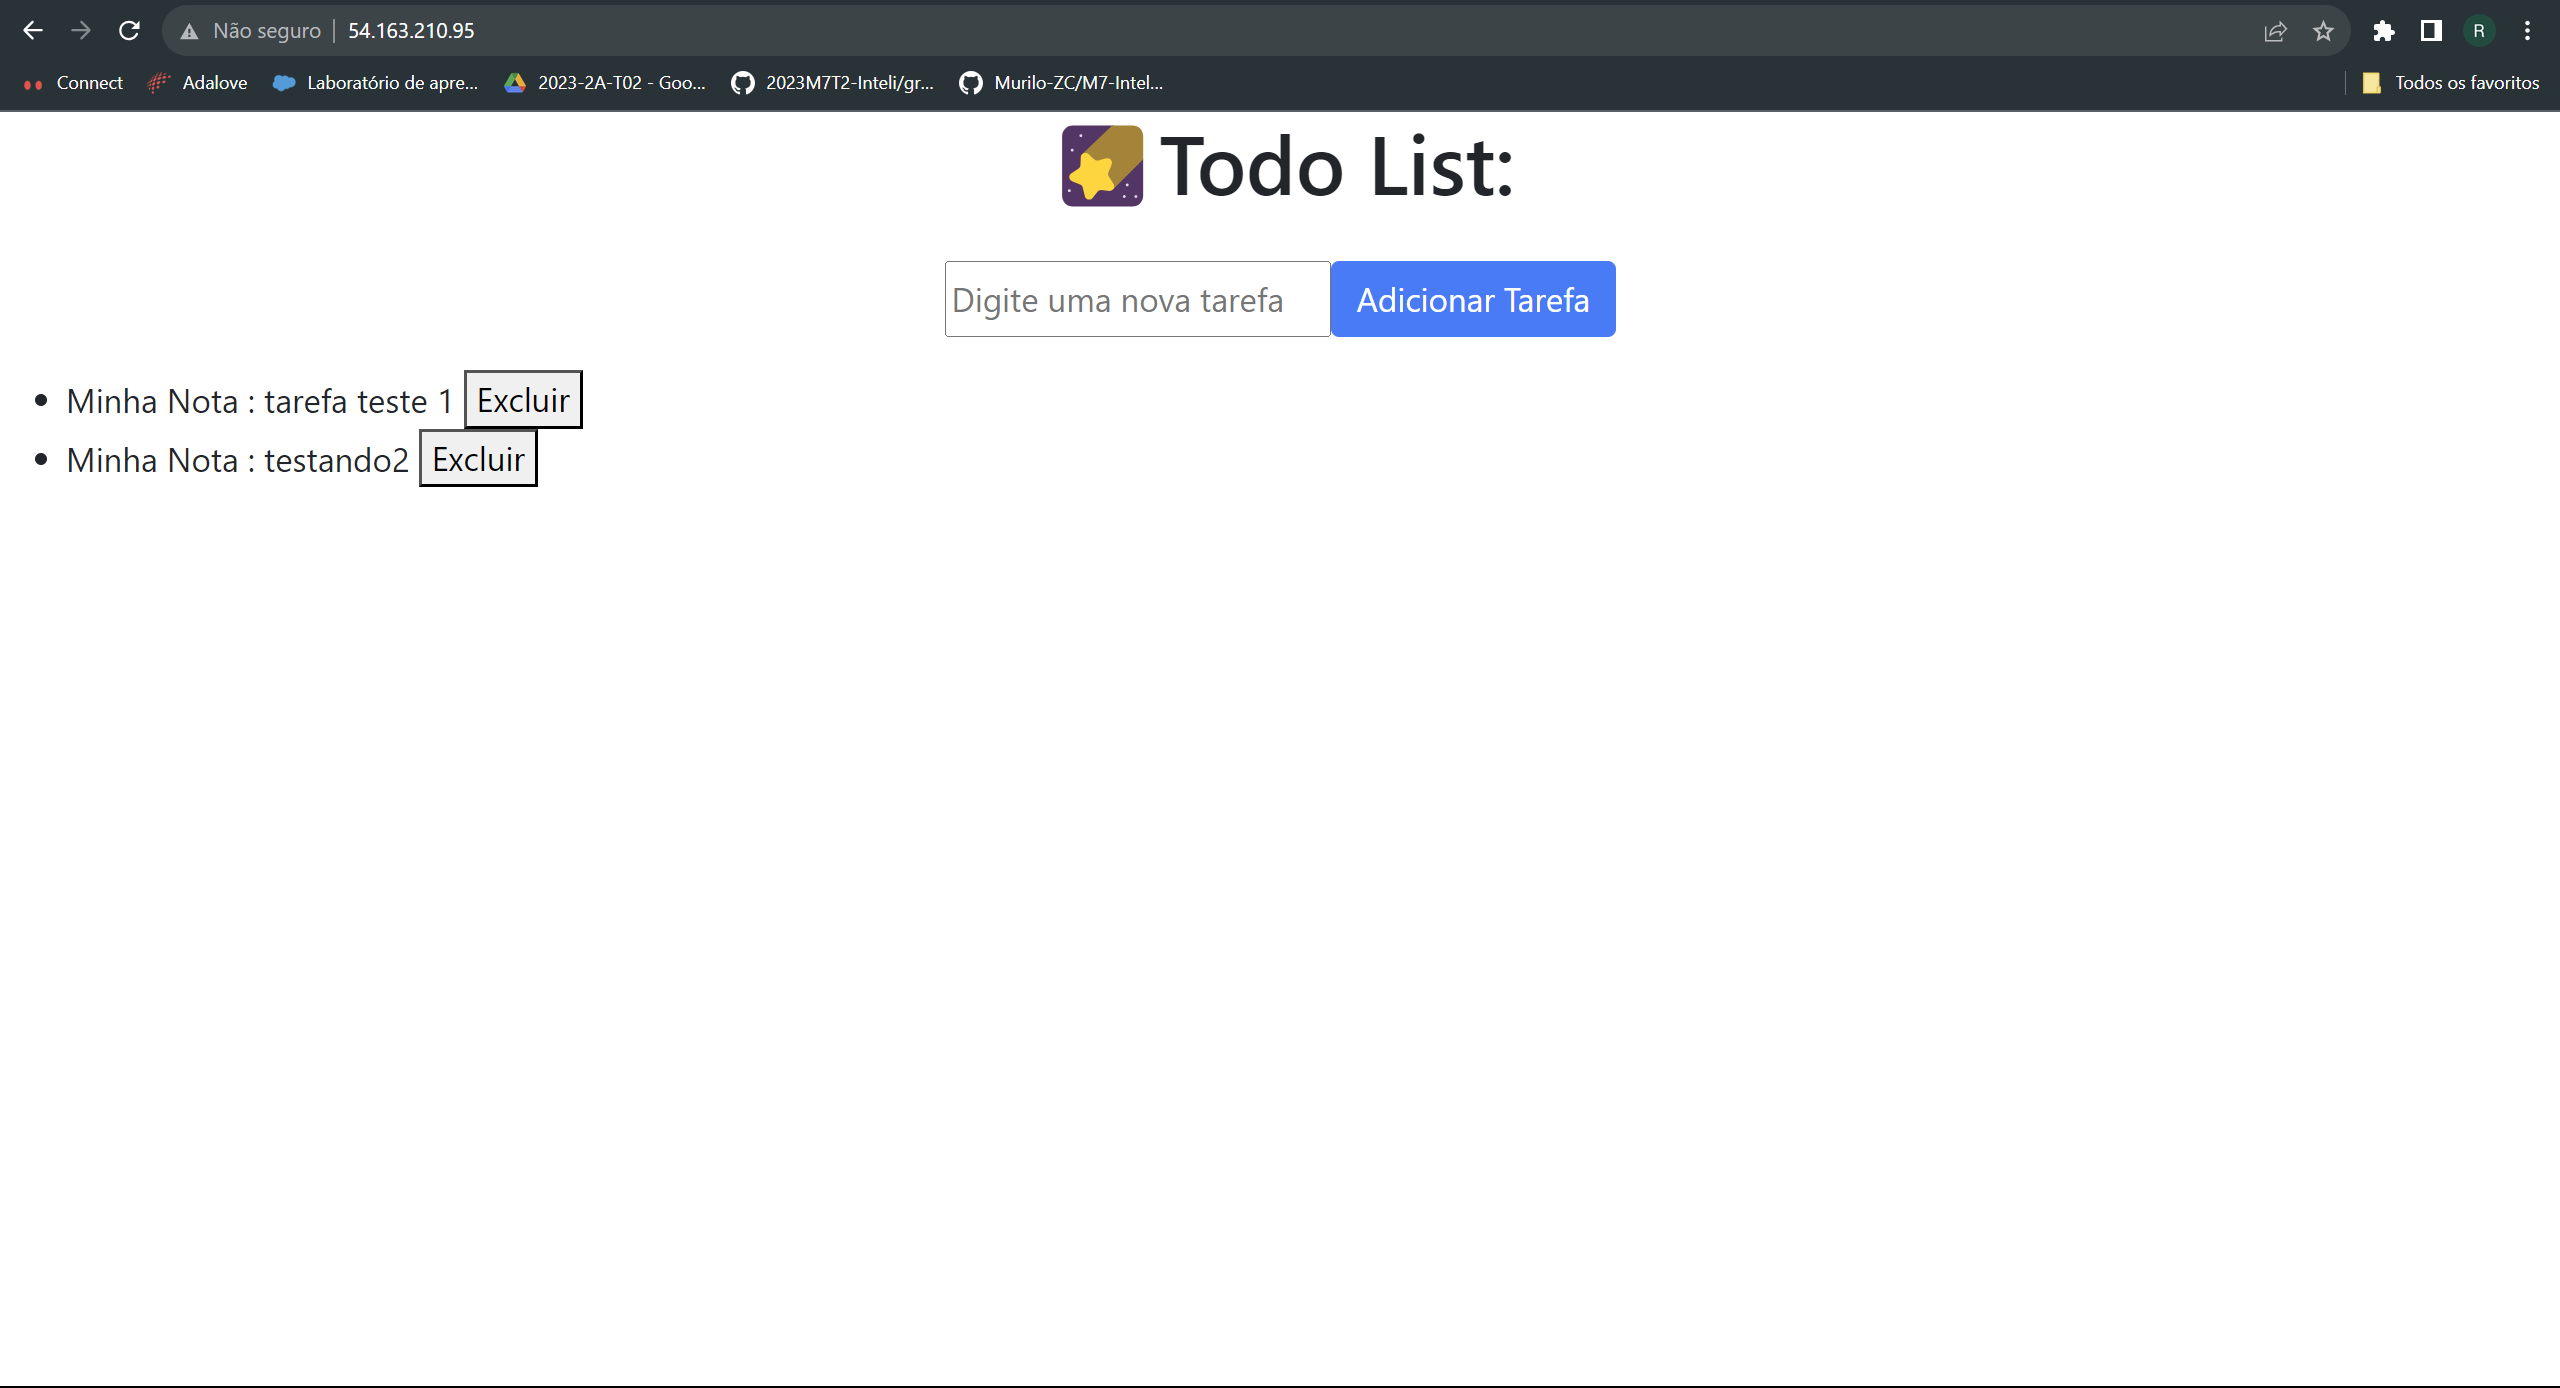 Não seguro | 54.163.210.95
R
Connect Adalove Laboratório de apre... 2023-2A-T02 - Goo... 2023M7T2-Inteli/gr... Murilo-ZC/M7-Intel... Todos os favoritos
Todo List:
Digite uma nova tarefa Adicionar Tarefa
• Minha Nota : tarefa teste 1 Excluir
• Minha Nota : testando2 Excluir